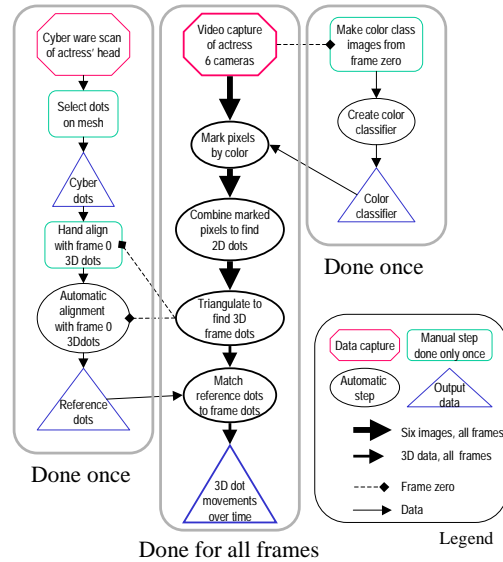 Cyber ware scan of
actress' head
Select dots
on mesh
Cyber
dots
Hand align
with frame 0
3D dots
Automatic
alignment
with frame 0
3Ddots
Reference
dots
Done once
Video capture
of actress
6 cameras
Mark pixels
by color
Combine marked
pixels to find
2D dots
Triangulate to
find 3D
frame dots
Match
reference dots
to frame dots
3D dot
movements
over time
Done for all frames
Make color class
images from
frame zero
Create color
classifier
Color
classifier
Done once
Data capture
Manual step
done only once
Automatic
step
Output
data
Six images, all frames
3D data, all frames
Frame zero
Data
Legend